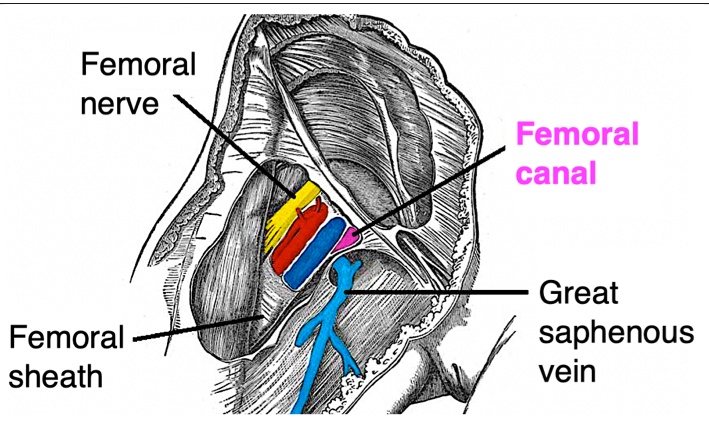 Femoral
nerve
Femoral
canal
Great
saphenous
vein
Femoral
sheath